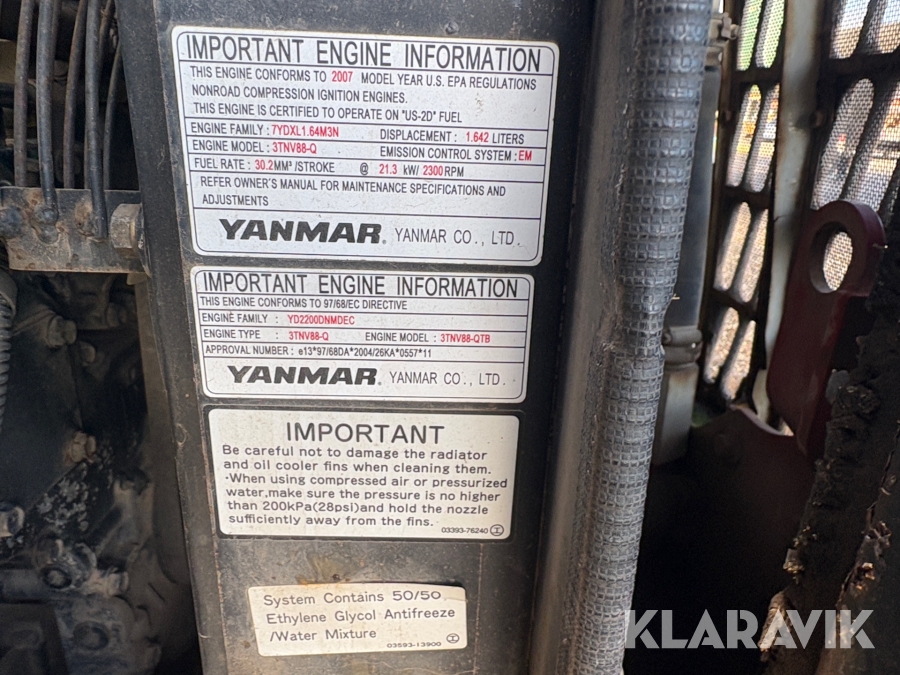 IMPORTANT ENGINE INFORMATION
THIS ENGINE CONFORMS TO 2007 MODEL YEAR U.S. EPA REGULATIONS
NONROAD COMPRESSION IGNITION ENGINES.
THIS ENGINE IS CERTIFIED TO OPERATE ON "US-2D" FUEL
ENGINE FAMILY : 7YDXL1.64M3N DISPLACEMENT : 1.642 LITERS
ENGINE MODEL : 3TNV88-Q EMISSION CONTROL SYSTEM : EM
FUEL RATE : 30.2MM³/STROKE @ 21.3 kW/ 2300RPM
REFER OWNER'S MANUAL FOR MAINTENANCE SPECIFICATIONS AND
ADJUSTMENTS
YANMAR. YANMAR CO., LTD.
IMPORTANT ENGINE INFORMATION
THIS ENGINE CONFORMS TO 97/68/EC DIRECTIVE
ENGINE FAMILY : YD2200DNMDEC
ENGINE TYPE : 3TNV88-Q ENGINE MODEL : 3TNV88-QTB
APPROVAL NUMBER : e13*97/68DA*2004/26KA*0557*11
YANMAR. YANMAR CO., LTD.
IMPORTANT
Be careful not to damage the radiator
and oil cooler fins when cleaning them.
·When using compressed air or pressurized
water,make sure the pressure is no higher
than 200kPa(28psi)and hold the nozzle
sufficiently away from the fins.
03393-76240 I
System Contains 50/50
Ethylene Glycol Antifreeze
/Water Mixture
03593-13900 I
KLARAVIK